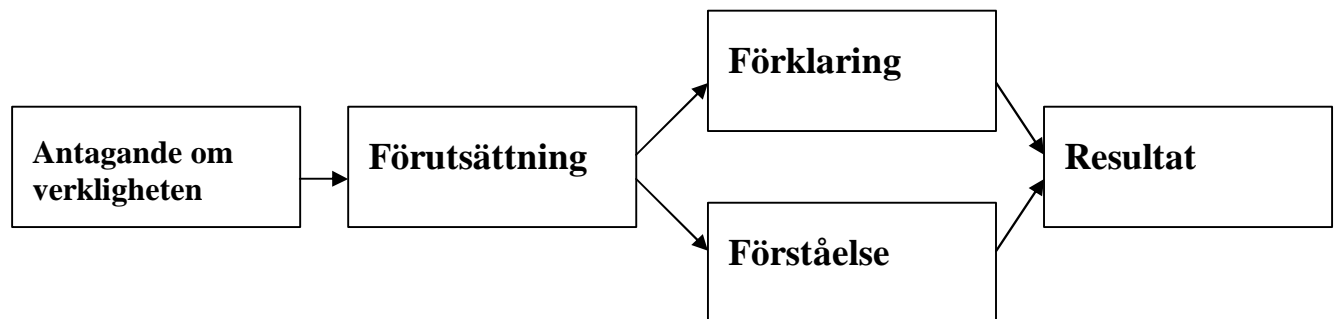 Antagande om
verkligheten
Förutsättning
Förklaring
Förståelse
Resultat